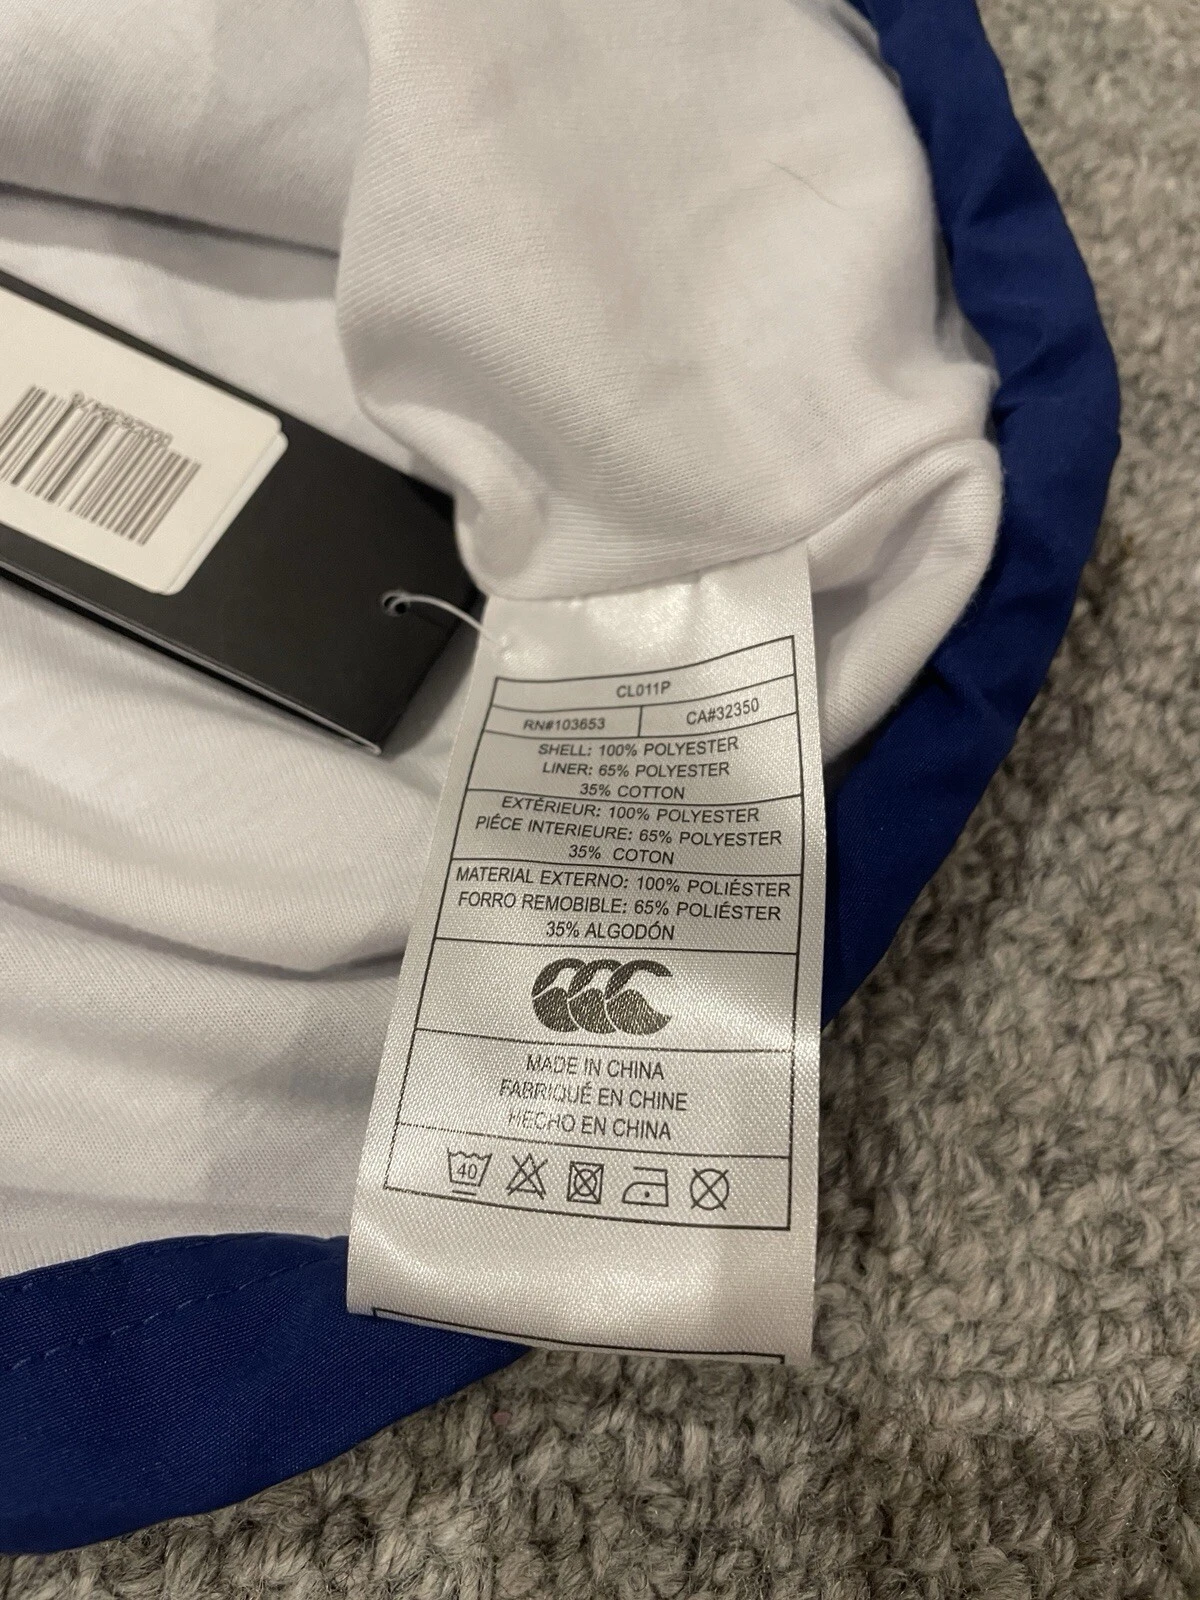 CL011P
RN#103653
CA#32350
SHELL: 100% POLYESTER
LINER: 65% POLYESTER
35% COTTON
EXTÉRIEUR: 100% POLYESTER
PIÉCE INTERIEURE: 65% POLYESTER
35% COTON
MATERIAL EXTERNO: 100% POLIÉSTER
FORRO REMOBIBLE: 65% POLIÉSTER
35% ALGODÓN
MADE IN CHINA
FABRIQUÉ EN CHINE
HECHO EN CHINA
40